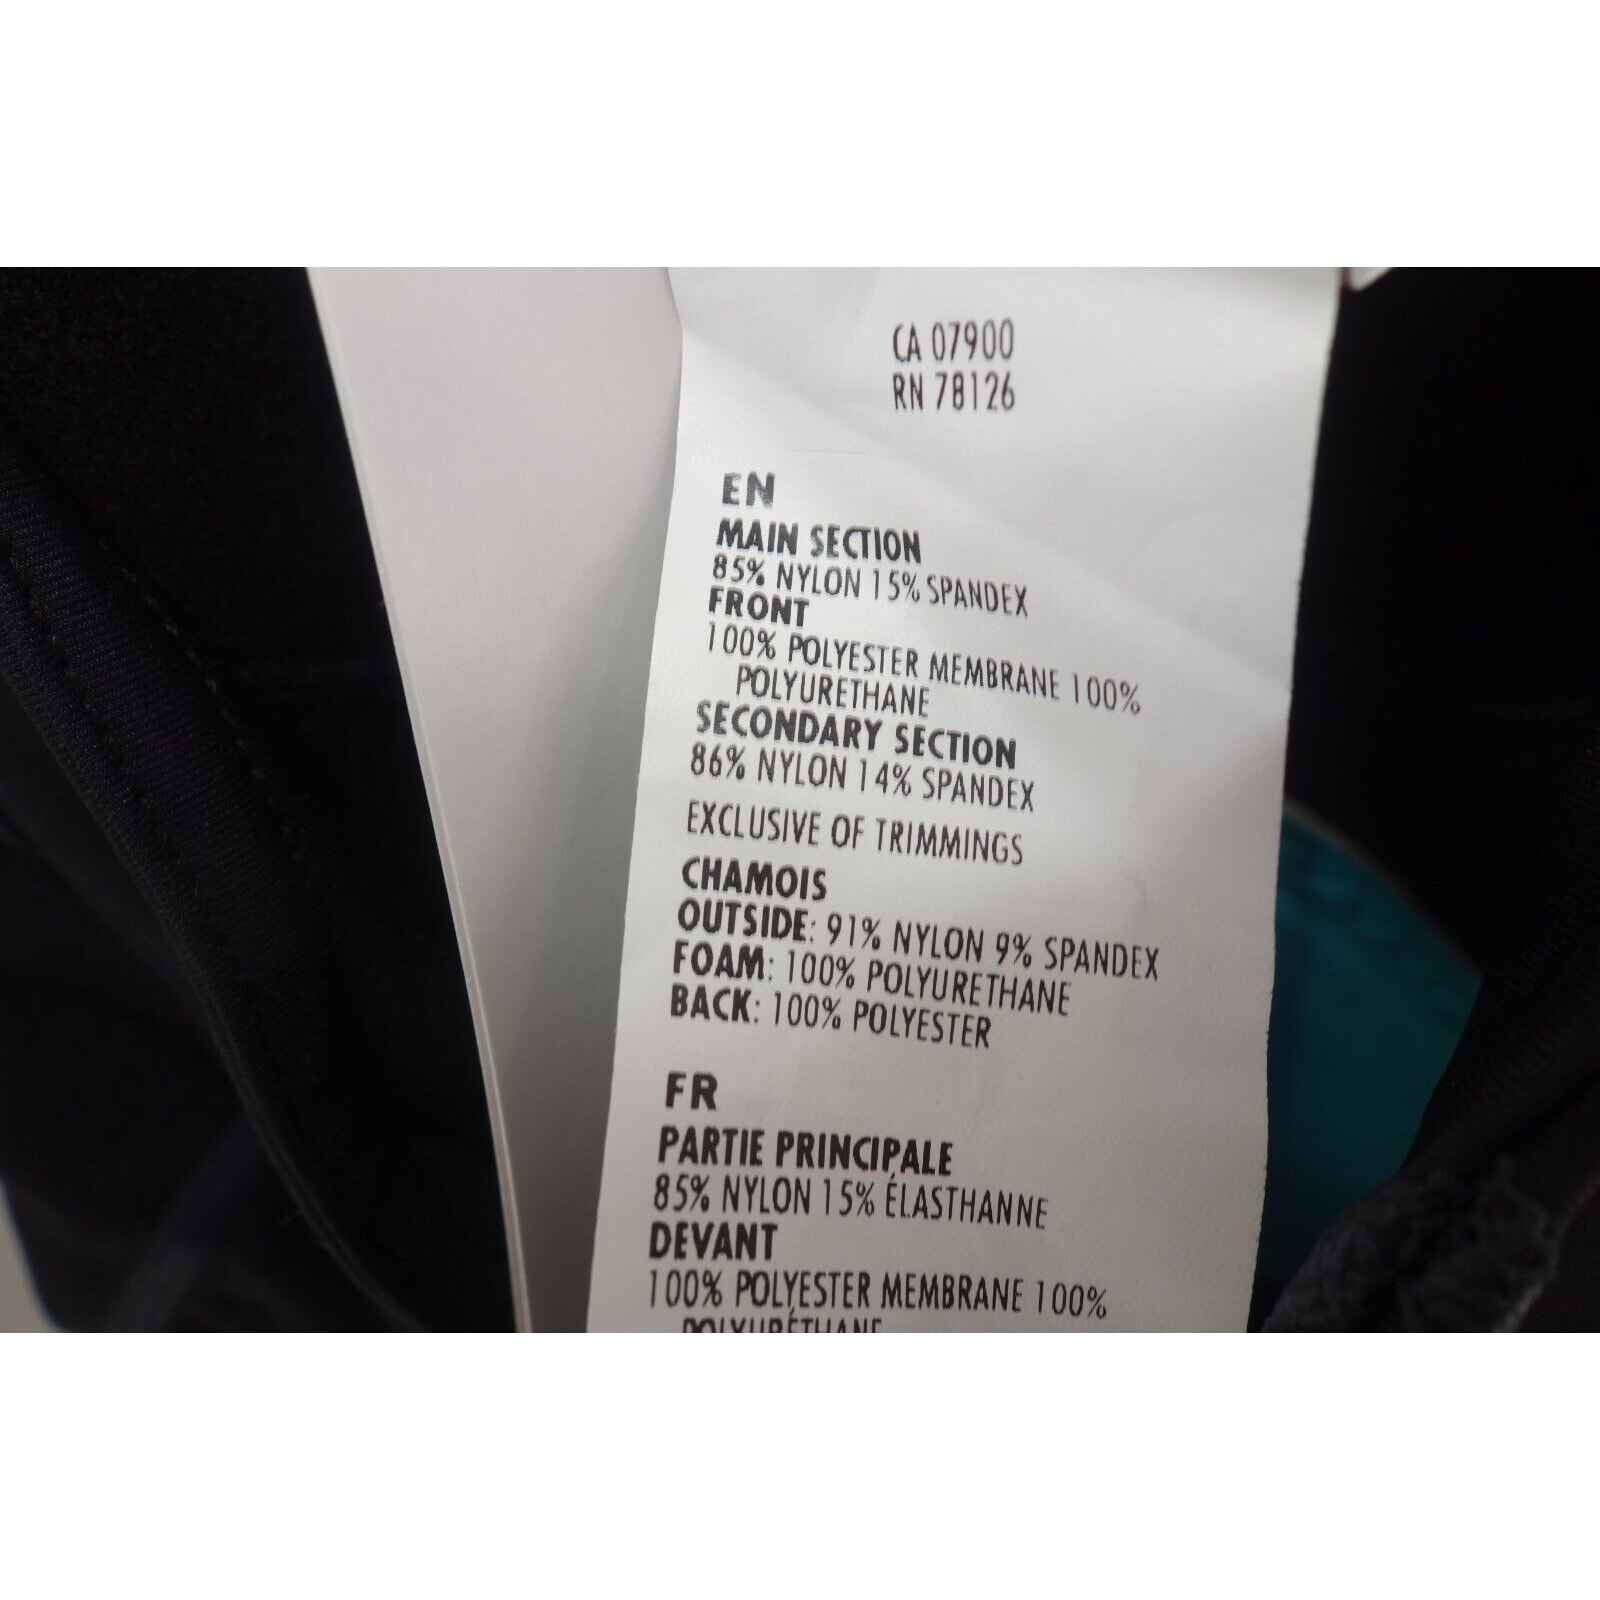 CA 07900
RN 78126
EN
MAIN SECTION
85% NYLON 15% SPANDEX
FRONT
100% POLYESTER MEMBRANE 100%
POLYURETHANE
SECONDARY SECTION
86% NYLON 14% SPANDEX
EXCLUSIVE OF TRIMMINGS
CHAMOIS
OUTSIDE: 91% NYLON 9% SPANDEX
FOAM: 100% POLYURETHANE
BACK: 100% POLYESTER
FR
PARTIE PRINCIPALE
85% NYLON 15% ÉLASTHANNE
DEVANT
100% POLYESTER MEMBRANE 100%
POLYURÉTHANE